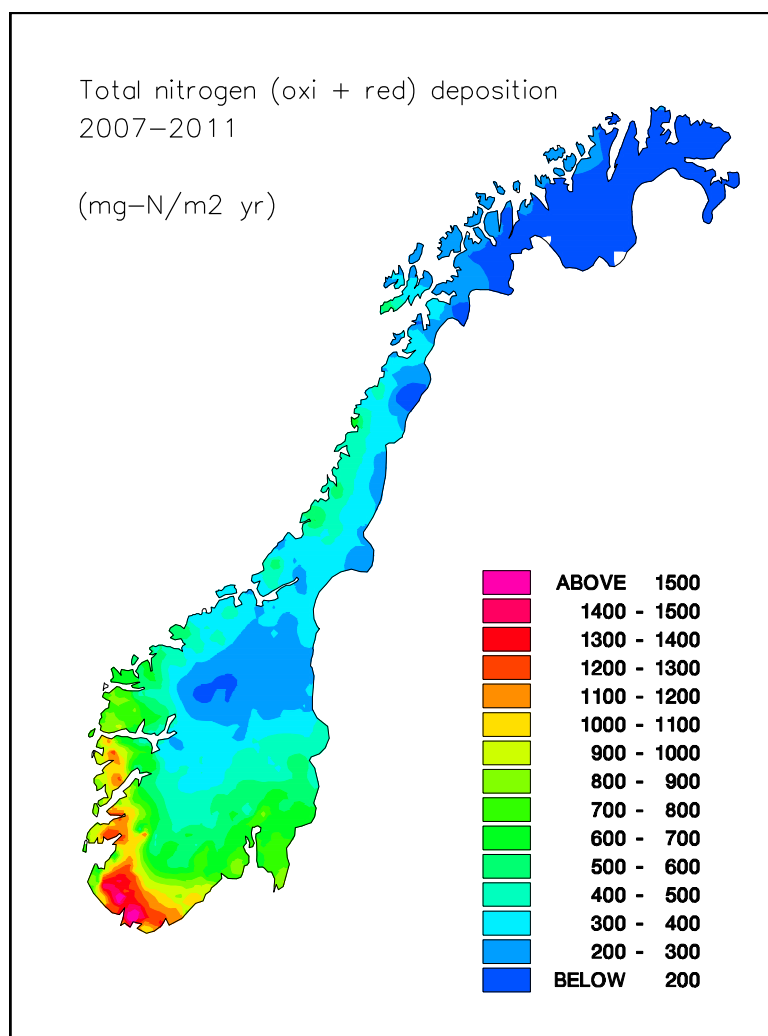 Total nitrogen (oxi + red) deposition
2007-2011
(mg-N/m2 yr)
ABOVE 1500
1400 - 1500
1300 - 1400
1200 - 1300
1100 - 1200
1000 - 1100
900 - 1000
800 - 900
700 - 800
600 - 700
500 - 600
400 - 500
300 - 400
200 - 300
BELOW 200